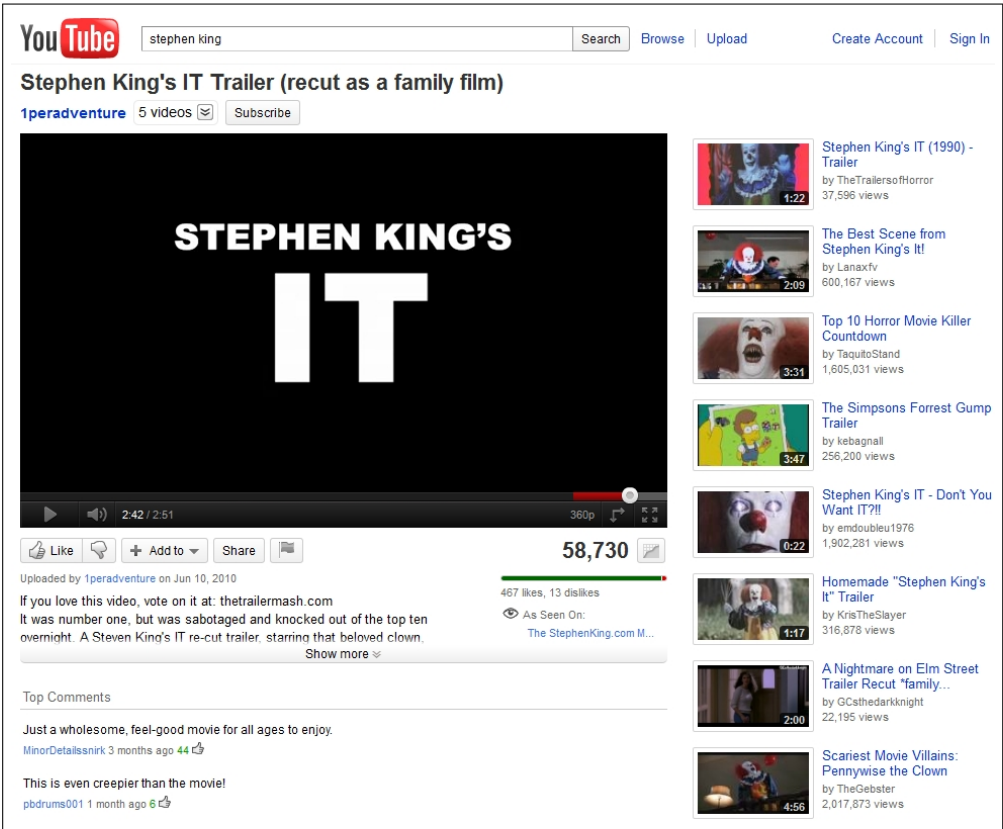 You Tube
stephen king
Search
Browse
Upload
Create Account
Sign In
Stephen King's IT Trailer (recut as a family film)
1peradventure
5 videos
Subscribe
STEPHEN KING'S
IT
2:42 / 2:51
360p
Like
Add to
Share
58,730
Uploaded by 1peradventure on Jun 10, 2010
467 likes, 13 dislikes
As Seen On:
The StephenKing.com M...
If you love this video, vote on it at: thetrailermash.com
It was number one, but was sabotaged and knocked out of the top ten
overnight. A Steven King's IT re-cut trailer, starring that beloved clown,
Show more
Top Comments
Just a wholesome, feel-good movie for all ages to enjoy.
MinorDetailssnirk 3 months ago 44
This is even creepier than the movie!
pbdrums001 1 month ago 6
1:22
Stephen King's IT (1990) -
Trailer
by TheTrailersofHorror
37,596 views
2:09
The Best Scene from
Stephen King's It!
by Lanaxfv
600,167 views
3:31
Top 10 Horror Movie Killer
Countdown
by TaquitoStand
1,605,031 views
3:47
The Simpsons Forrest Gump
Trailer
by kebagnall
256,200 views
0:22
Stephen King's IT - Don't You
Want IT?!!
by emdoubleu1976
1,902,281 views
1:17
Homemade "Stephen King's
It" Trailer
by KrisTheSlayer
316,878 views
2:00
A Nightmare on Elm Street
Trailer Recut *family...
by GCsthedarkknight
22,195 views
4:56
Scariest Movie Villains:
Pennywise the Clown
by TheGebster
2,017,873 views